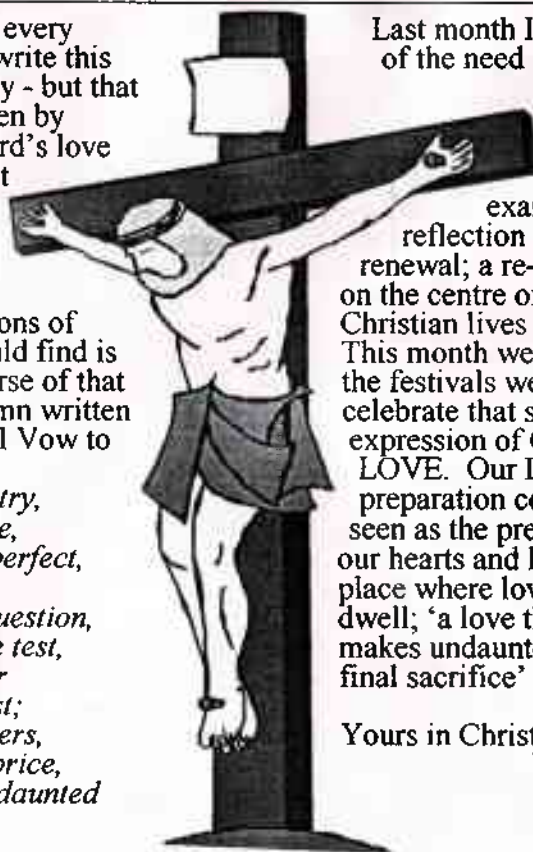 every
write this
y - but that
en by
rd's love
t
ons of
ld find is
rse of that
mn written
l Vow to
try,
e,
perfect,
uestion,
e test,
r
st;
ers,
price,
daunted
Last month I
of the need
exa
reflection
renewal; a re-
on the centre o
Christian lives
This month we
the festivals we
celebrate that s
expression of
LOVE. Our L
preparation co
seen as the pre
our hearts and
place where lov
dwell; 'a love t
makes undaunt
final sacrifice'
Yours in Christ